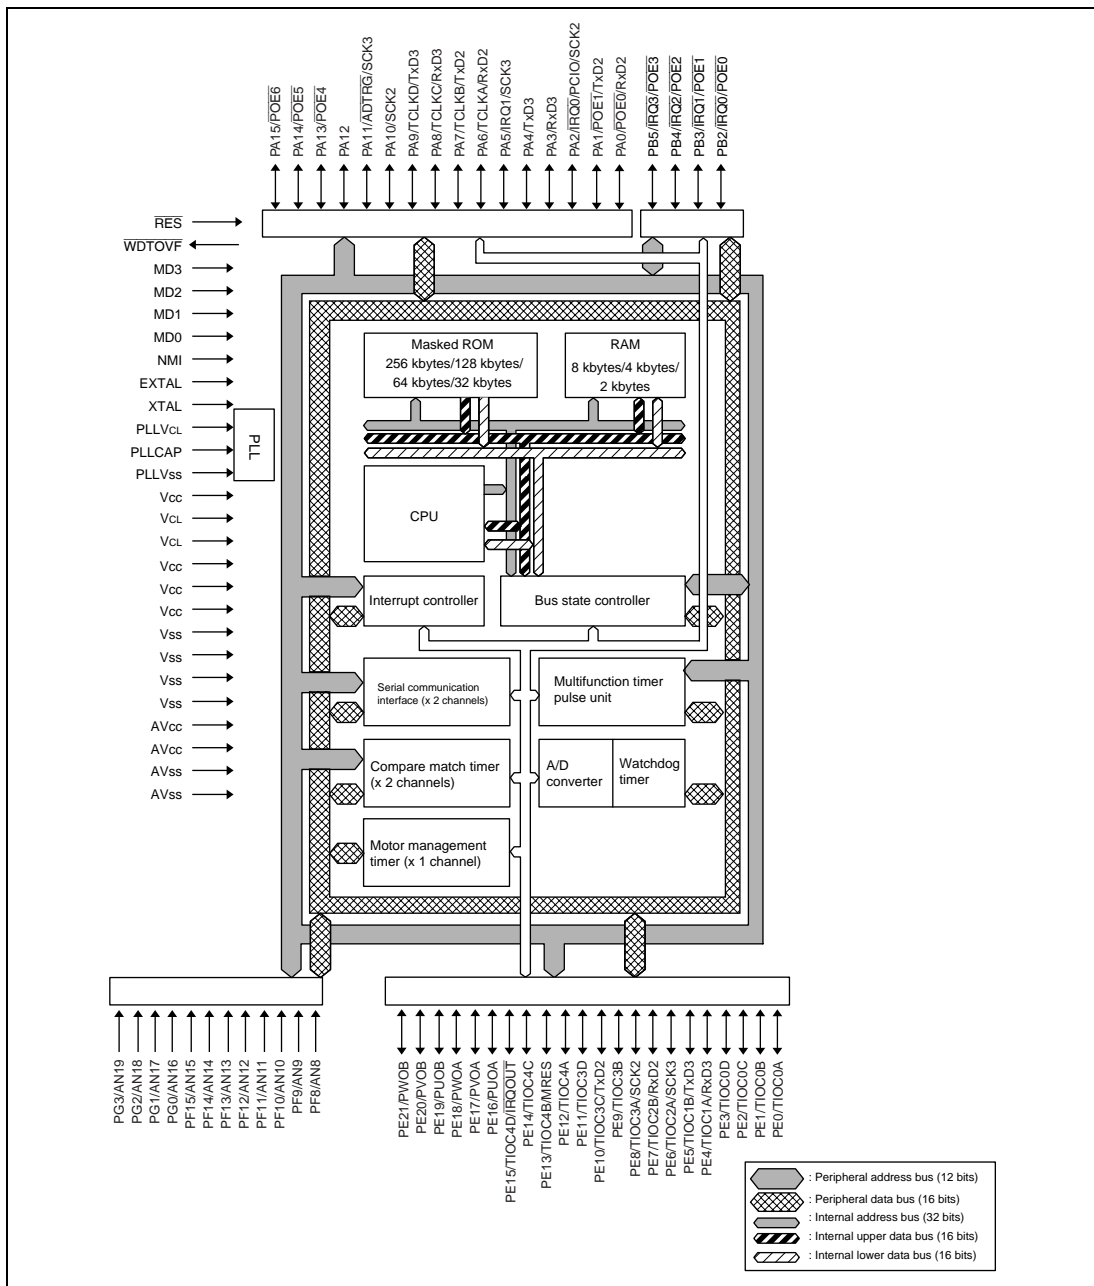 PA15/POE6
PA14/POE5
PA13/POE4
PA12
PA11/ADTRG/SCK3
PA10/SCK2
PA9/TCLKD/TxD3
PA8/TCLKC/RxD3
PA7/TCLKB/TxD2
PA6/TCLKA/RxD2
PA5/IRQ1/SCK3
PA4/TxD3
PA3/RxD3
PA2/IRQ0/PCIO/SCK2
PA1/POE1/TxD2
PA0/POE0/RxD2
PB5/IRQ3/POE3
PB4/IRQ2/POE2
PB3/IRQ1/POE1
PB2/IRQ0/POE0
RES
WDTOVF
MD3
MD2
MD1
MD0
NMI
EXTAL
XTAL
PLLVCL
PLLCAP
PLLVss
Vcc
VCL
VCL
Vcc
Vcc
Vcc
Vss
Vss
Vss
Vss
AVcc
AVcc
AVss
AVss
PLL
Masked ROM
256 kbytes/128 kbytes/
64 kbytes/32 kbytes
RAM
8 kbytes/4 kbytes/
2 kbytes
CPU
Interrupt controller
Bus state controller
Serial communication
interface (x 2 channels)
Multifunction timer
pulse unit
Compare match timer
(x 2 channels)
A/D
converter
Watchdog
timer
Motor management
timer (x 1 channel)
PG3/AN19
PG2/AN18
PG1/AN17
PG0/AN16
PF15/AN15
PF14/AN14
PF13/AN13
PF12/AN12
PF11/AN11
PF10/AN10
PF9/AN9
PF8/AN8
PE21/PWOB
PE20/PVOB
PE19/PUOB
PE18/PWOA
PE17/PVOA
PE16/PUOA
PE15/TIOC4D/IRQOUT
PE14/TIOC4C
PE13/TIOC4B/MRES
PE12/TIOC4A
PE11/TIOC3D
PE10/TIOC3C/TxD2
PE9/TIOC3B
PE8/TIOC3A/SCK2
PE7/TIOC2B/RxD2
PE6/TIOC2A/SCK3
PE5/TIOC1B/TxD3
PE4/TIOC1A/RxD3
PE3/TIOC0D
PE2/TIOC0C
PE1/TIOC0B
PE0/TIOC0A
: Peripheral address bus (12 bits)
: Peripheral data bus (16 bits)
: Internal address bus (32 bits)
: Internal upper data bus (16 bits)
: Internal lower data bus (16 bits)